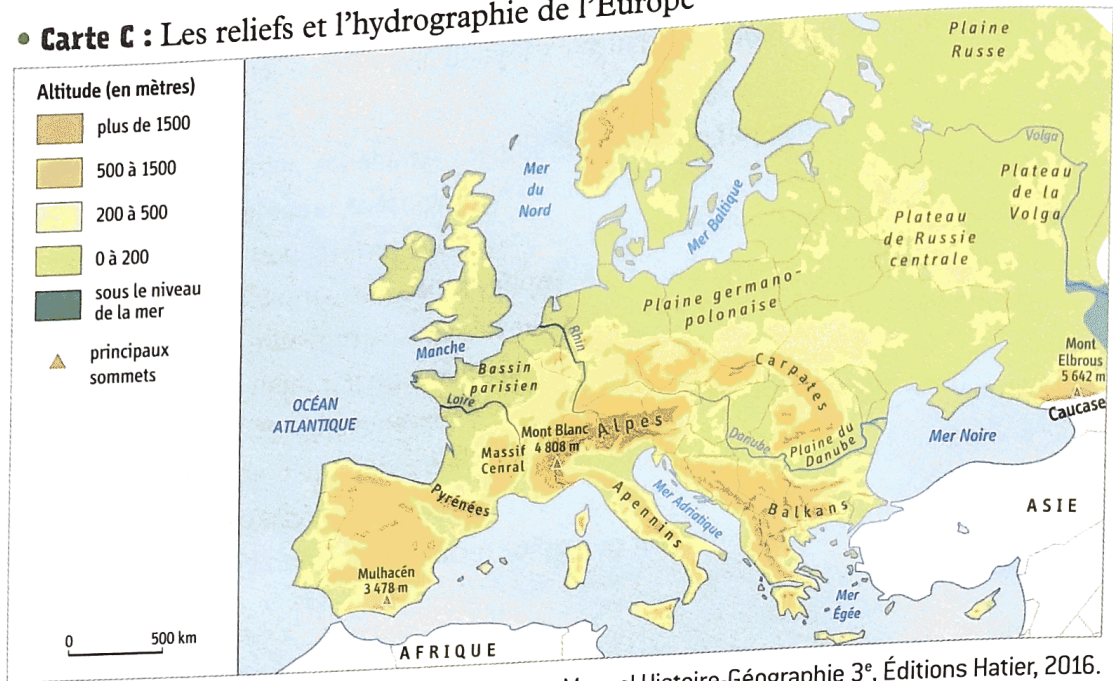 • Carte C : Les reliefs et l'hydrographie de l'Europe
Altitude (en mètres)
plus de 1500
500 à 1500
200 à 500
0 à 200
sous le niveau
de la mer
principaux
sommets
0 500 km
Plaine
Russe
Volga
Plateau
de la
Volga
Plateau
de Russie
centrale
Mer
du
Nord
Mer Baltique
Plaine germano-
polonaise
Rhin
Manche
Bassin
parisien
Loire
OCÉAN
ATLANTIQUE
Mont Blanc
4 808 m
Alpes
Massif
Cenral
Carpates
Danube
Plaine du
Danube
Mont
Elbrous
5 642 m
Caucase
Mer Noire
Pyrénées
Apennins
Mer Adriatique
Balkans
ASIE
Mulhacén
3 478 m
Mer
Égée
AFRIQUE
Manuel Histoire-Géographie 3e, Éditions Hatier, 2016.